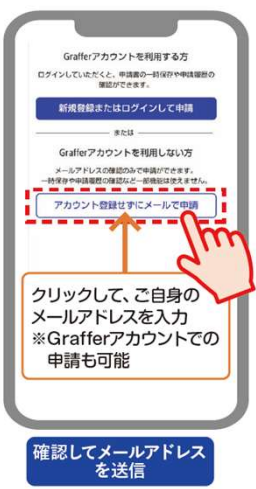 Grafferアカウントを利用する方
ログインしていただくと、申請書の一時保存や申請履歴の
確認ができます。
新規登録またはログインして申請
または
Grafferアカウントを利用しない方
メールアドレスの確認のみで申請ができます。
一時保存や申請履歴の確認など一部機能は使えません。
アカウント登録せずにメールで申請
クリックして、ご自身の
メールアドレスを入力
※Grafferアカウントでの
申請も可能
確認してメールアドレス
を送信